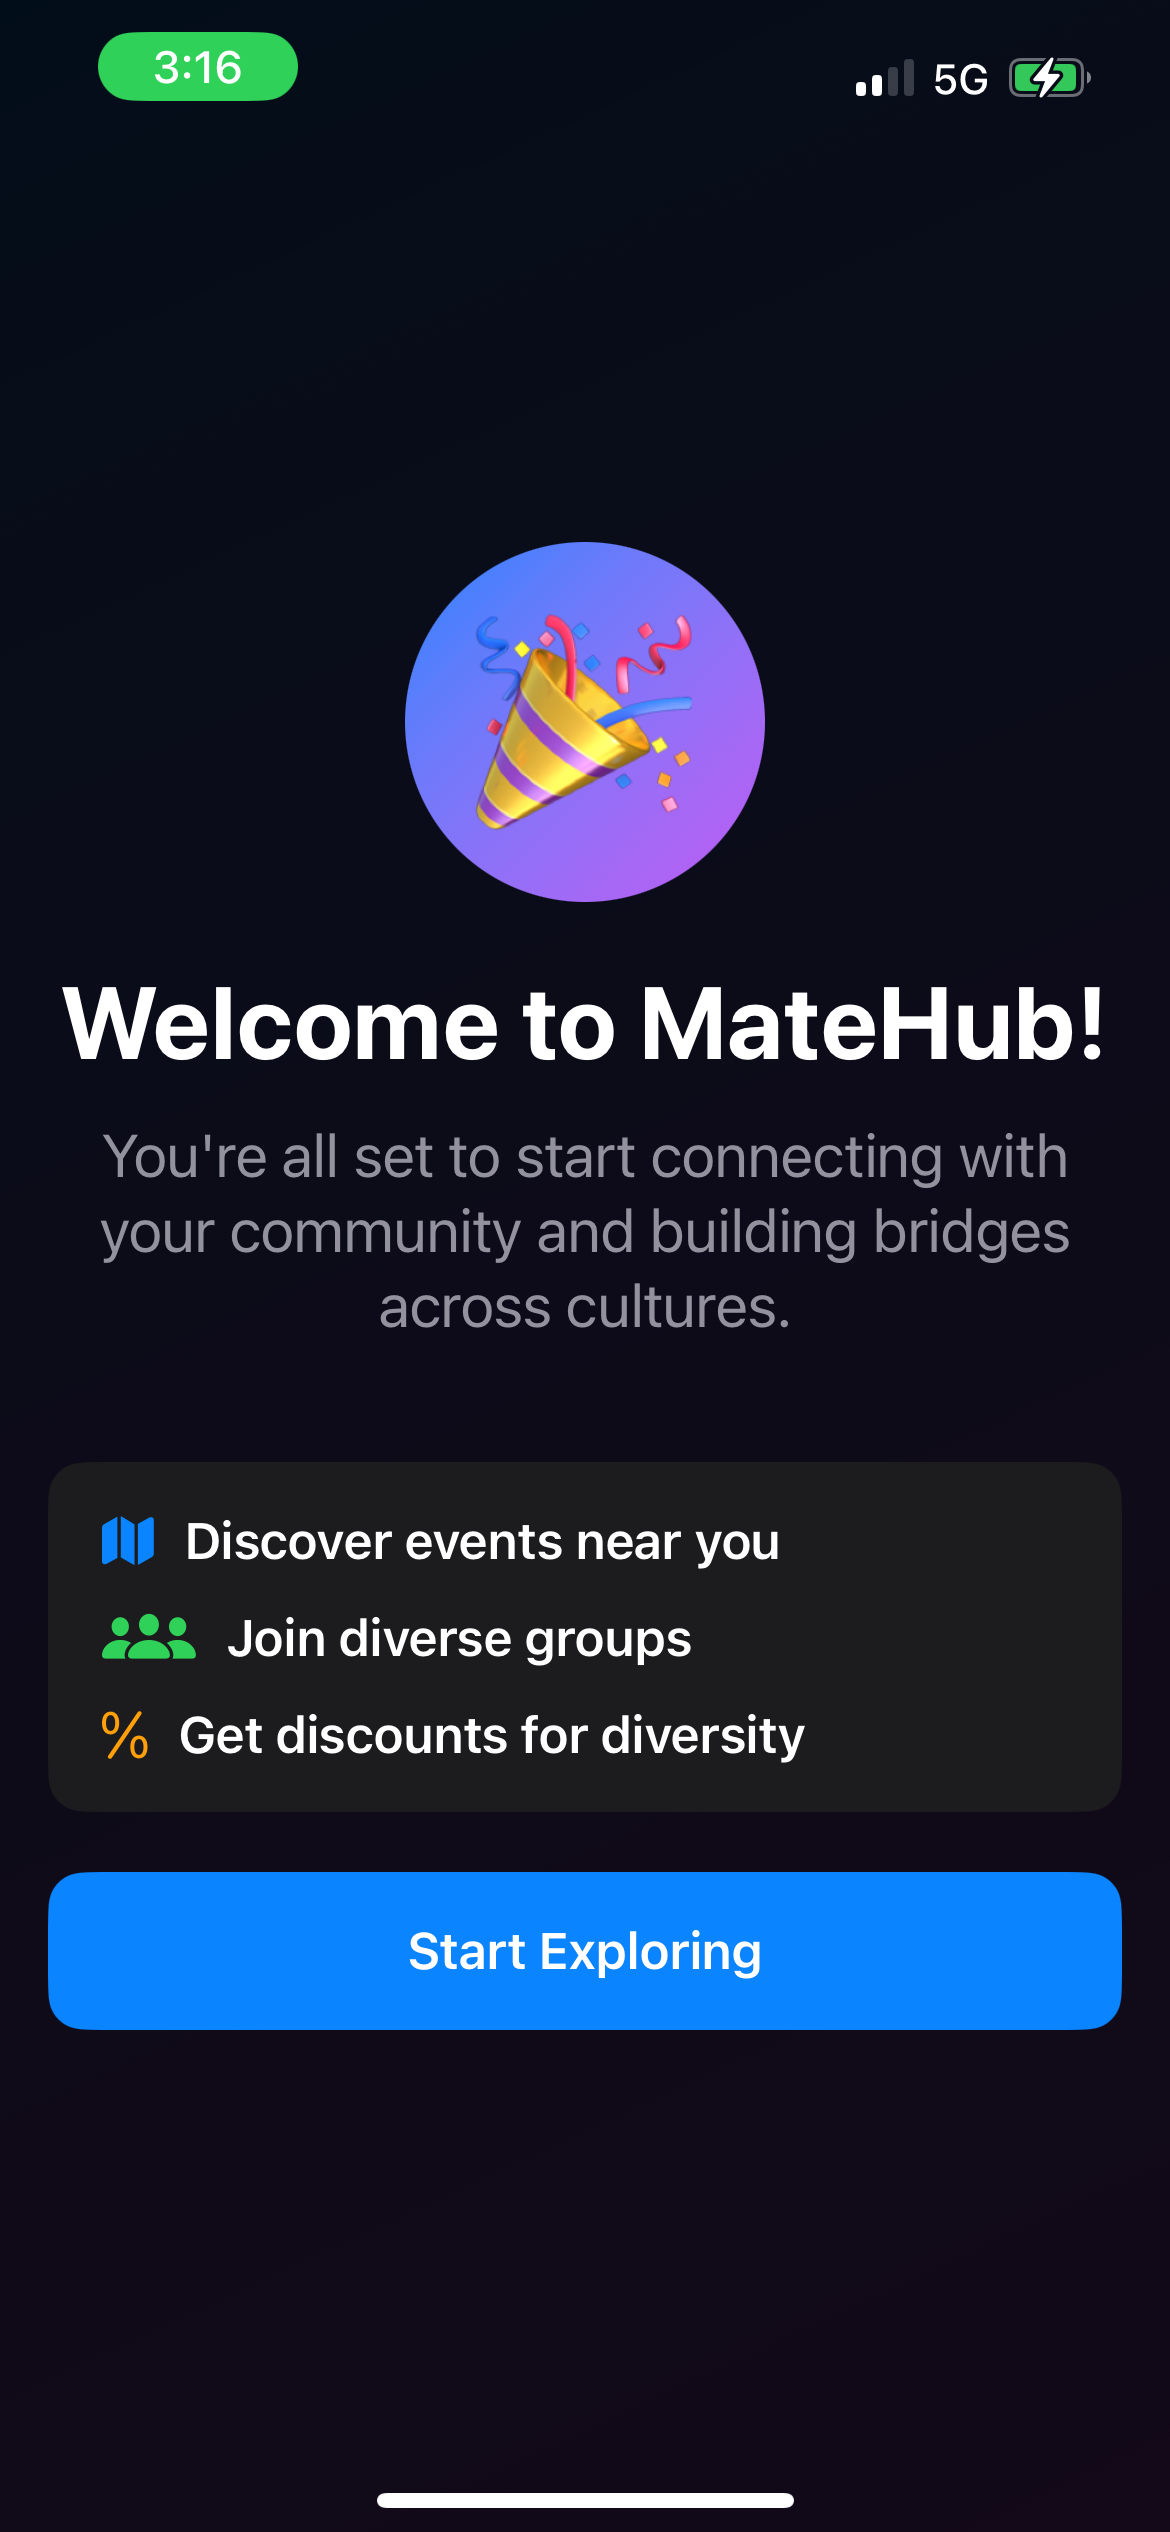 3:16
5G
Welcome to MateHub!
You're all set to start connecting with
your community and building bridges
across cultures.
Discover events near you
Join diverse groups
% Get discounts for diversity
Start Exploring